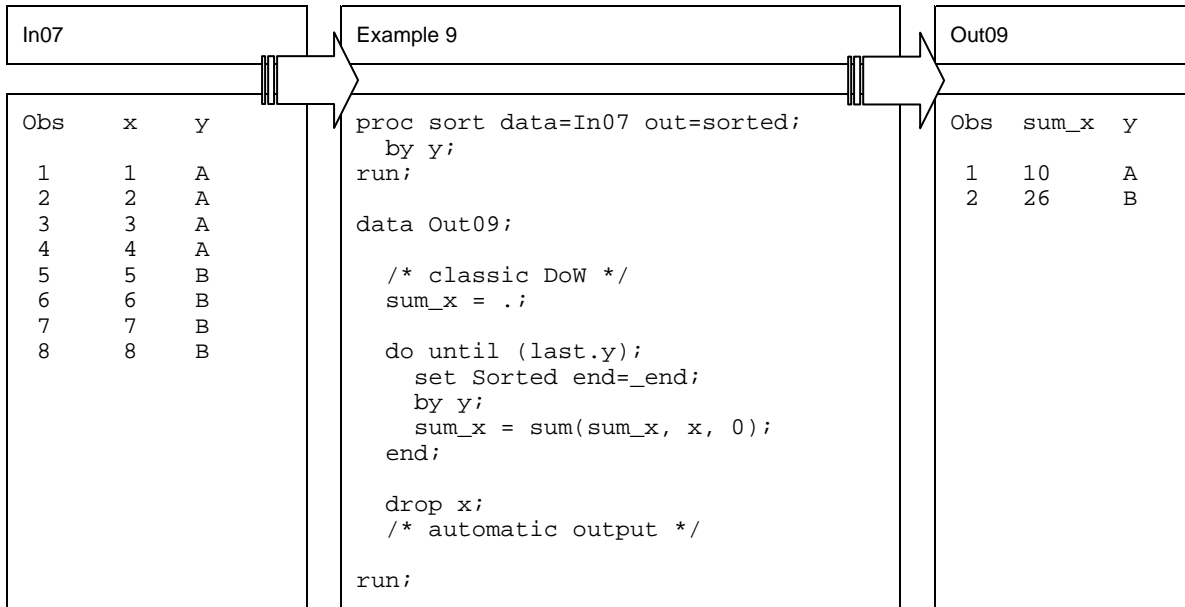 In07
Example 9
Out09
Obs x y
1 1 A
2 2 A
3 3 A
4 4 A
5 5 B
6 6 B
7 7 B
8 8 B
proc sort data=In07 out=sorted;
by y;
run;
data Out09;
/* classic DoW */
sum_x = .;
do until (last.y);
set Sorted end=_end;
by y;
sum_x = sum(sum_x, x, 0);
end;
drop x;
/* automatic output */
run;
Obs sum_x y
1 10 A
2 26 B